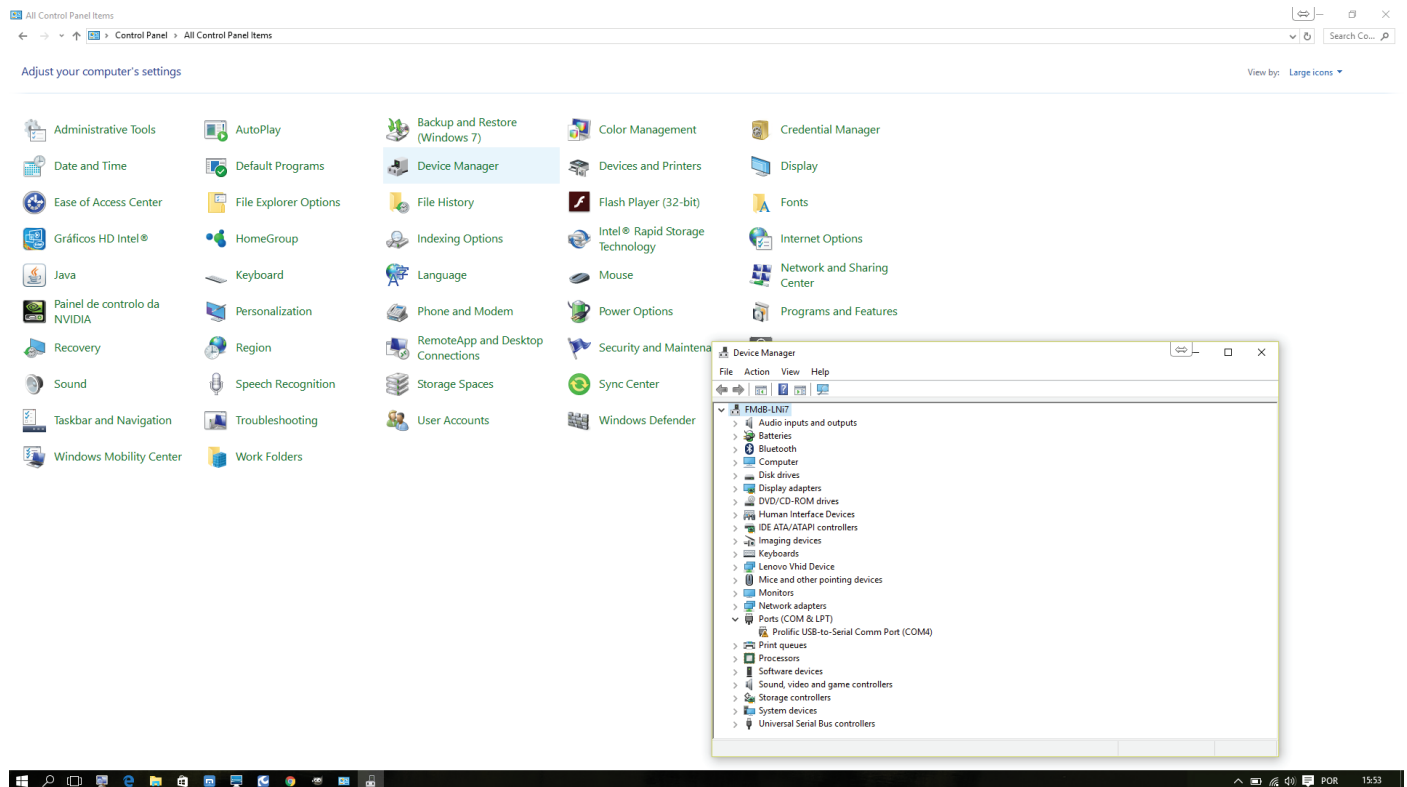 All Control Panel Items
Control Panel > All Control Panel Items
Search Co...
Adjust your computer's settings
View by: Large icons
Administrative Tools
AutoPlay
Backup and Restore
(Windows 7)
Color Management
Credential Manager
Date and Time
Default Programs
Device Manager
Devices and Printers
Display
Ease of Access Center
File Explorer Options
File History
Flash Player (32-bit)
Fonts
Gráficos HD Intel®
HomeGroup
Indexing Options
Intel® Rapid Storage
Technology
Internet Options
Java
Keyboard
Language
Mouse
Network and Sharing
Center
Painel de controlo da
NVIDIA
Personalization
Phone and Modem
Power Options
Programs and Features
Recovery
Region
RemoteApp and Desktop
Connections
Security and Maintena
Sound
Speech Recognition
Storage Spaces
Sync Center
Taskbar and Navigation
Troubleshooting
User Accounts
Windows Defender
Windows Mobility Center
Work Folders
Device Manager
File Action View Help
FMdB-LNi7
Audio inputs and outputs
Batteries
Bluetooth
Computer
Disk drives
Display adapters
DVD/CD-ROM drives
Human Interface Devices
IDE ATA/ATAPI controllers
Imaging devices
Keyboards
Lenovo Vhid Device
Mice and other pointing devices
Monitors
Network adapters
Ports (COM & LPT)
Prolific USB-to-Serial Comm Port (COM4)
Print queues
Processors
Software devices
Sound, video and game controllers
Storage controllers
System devices
Universal Serial Bus controllers
POR 15:53